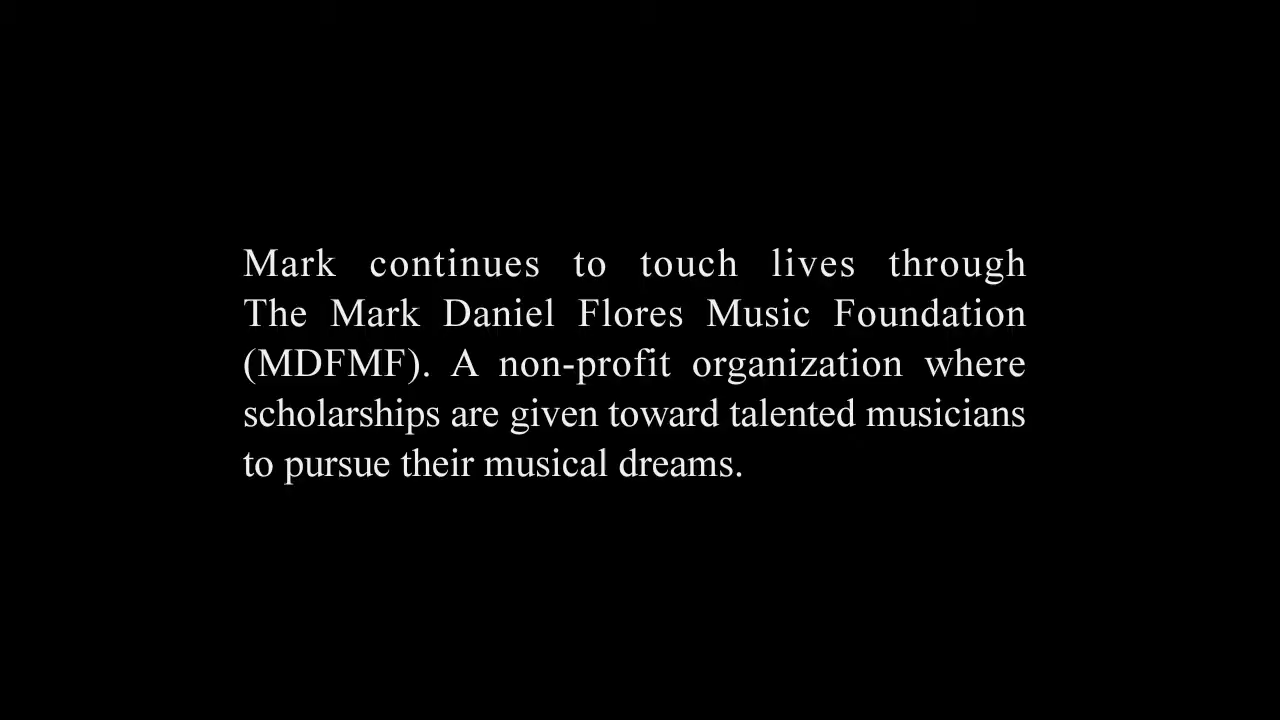 Mark continues to touch lives through
The Mark Daniel Flores Music Foundation
(MDFMF). A non-profit organization where
scholarships are given toward talented musicians
to pursue their musical dreams.